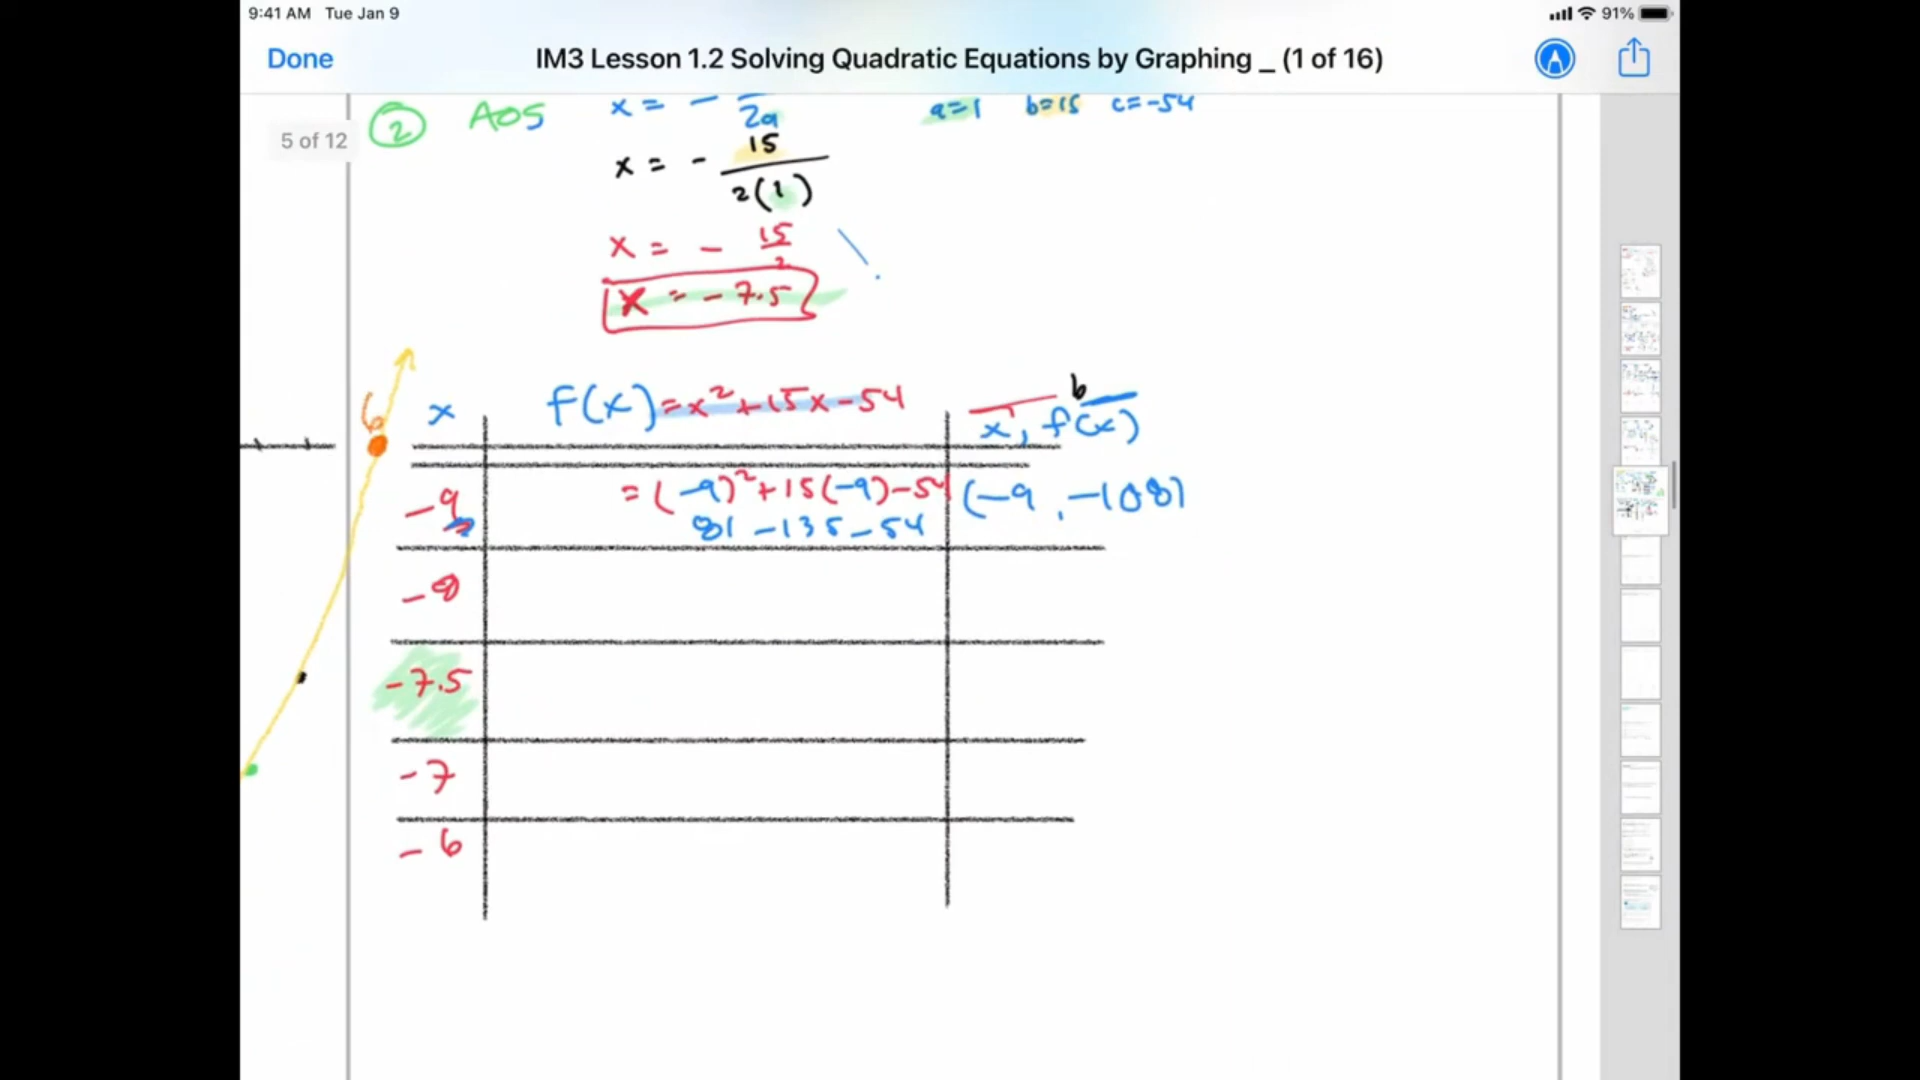 9:41 AM Tue Jan 9
91%
Done
IM3 Lesson 1.2 Solving Quadratic Equations by Graphing _ (1 of 16)
5 of 12
2 AOS x = - 2a a=1 b=15 c=-54
x = - 15
2(1)
x = - 15
2
x = - 7.5
6
b
x f(x) = x²+15x-54 x, f(x)
-9 = (-9)²+15(-9)-54 (-9, -108)
81 -135-54
-8
-7.5
-7
-6